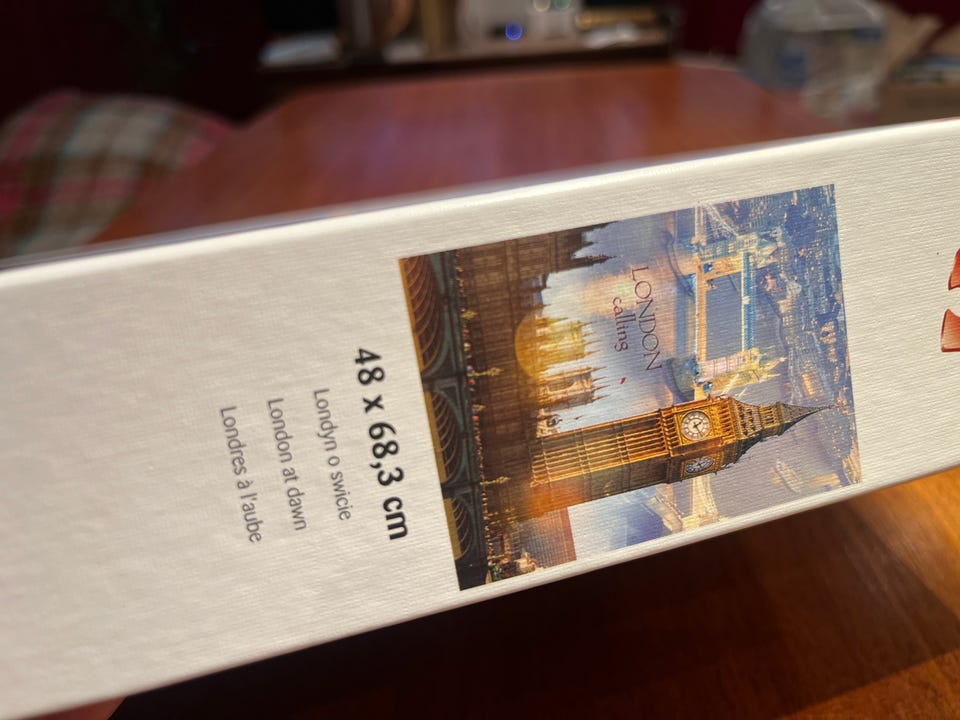 LONDON
calling
48 x 68,3 cm
Londyn o swicie
London at dawn
Londres à l'aube